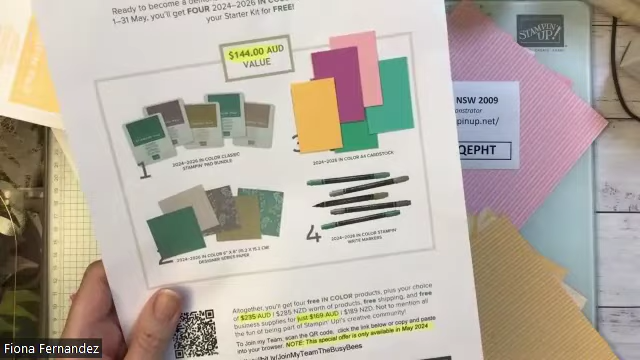 Ready to become a
1–31 May, you'll get FOUR 2024–2026 IN
your Starter Kit for FREE!
$144.00 AUD
VALUE
1
2024–2026 IN COLOR CLASSIC
STAMPIN' PAD BUNDLE
2024–2026 IN COLOR A4 CARDSTOCK
2
2024–2026 IN COLOR 6" X 6" (15.2 X 15.2 CM)
DESIGNER SERIES PAPER
4
2024–2026 IN COLOR STAMPIN'
WRITE MARKERS
Altogether, you'll get four free IN COLOR products, plus your choice
of $235 AUD | $285 NZD worth of products, free shipping, and free
business supplies for just $169 AUD | $189 NZD. Not to mention all
the fun of being part of Stampin' Up!'s creative community!
To join My Team, scan the QR code, click the link below or copy and paste
into your browser. NOTE: This special offer is only available in May 2024
JoinMyTeamTheBusyBees
STAMPIN' UP!
NSW 2009
onstrator
pinup.net/
QEPHT
Fiona Fernandez